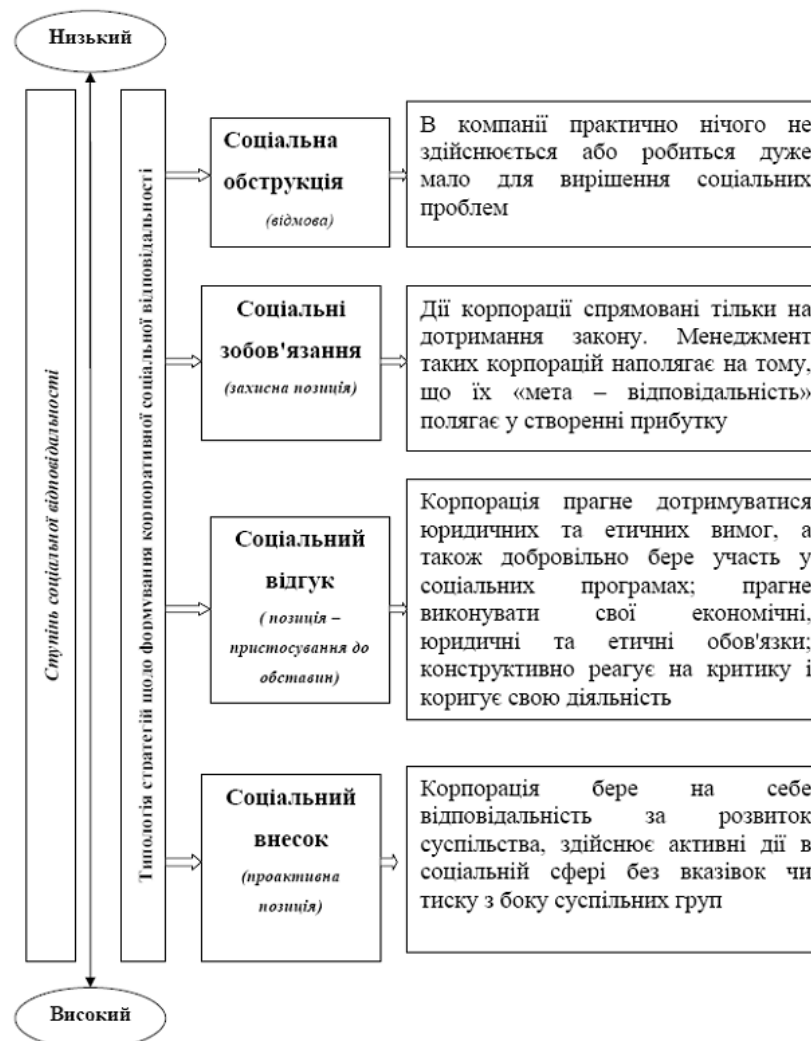 Низький
Ступінь соціальної відповідальності
Типологія стратегій щодо формування корпоративної соціальної відповідальності
Соціальна
обструкція
(відмова)
В компанії практично нічого не
здійснюється або робиться дуже
мало для вирішення соціальних
проблем
Соціальні
зобов'язання
(захисна позиція)
Дії корпорації спрямовані тільки на
дотримання закону. Менеджмент
таких корпорацій наполягає на тому,
що їх «мета – відповідальність»
полягає у створенні прибутку
Соціальний
відгук
( позиція –
пристосування до
обставин)
Корпорація прагне дотримуватися
юридичних та етичних вимог, а
також добровільно бере участь у
соціальних програмах; прагне
виконувати свої економічні,
юридичні та етичні обов'язки;
конструктивно реагує на критику і
коригує свою діяльність
Соціальний
внесок
(проактивна
позиція)
Корпорація бере на себе
відповідальність за розвиток
суспільства, здійснює активні дії в
соціальній сфері без вказівок чи
тиску з боку суспільних груп
Високий